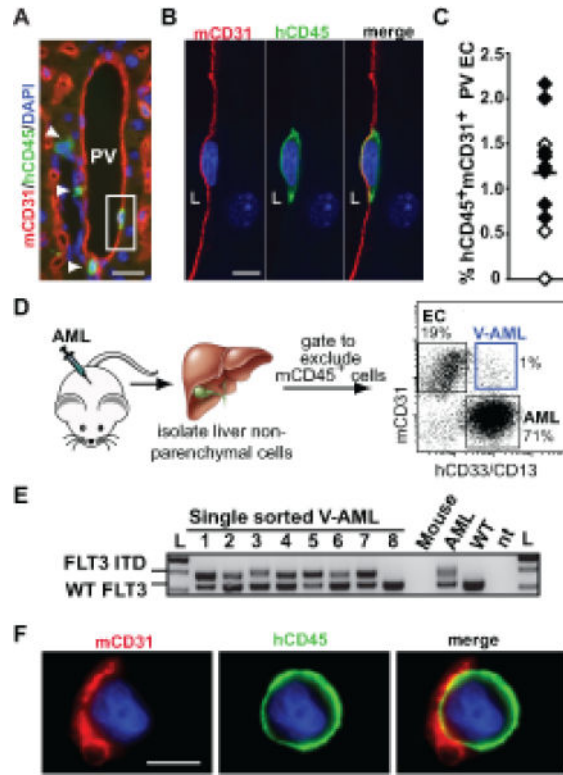 A
mCD31/hCD45/DAPI
PV
B
mCD31 hCD45 merge
L L
C
% hCD45+mCD31+ PV EC
2.5
2.0
1.5
1.0
0.5
0
D
AML
isolate liver non-
parenchymal cells
gate to
exclude
mCD45+ cells
EC
19%
V-AML
1%
AML
71%
mCD31
hCD33/CD13
E
Single sorted V-AML
L 1 2 3 4 5 6 7 8 Mouse AML WT nt L
FLT3 ITD
WT FLT3
F
mCD31 hCD45 merge